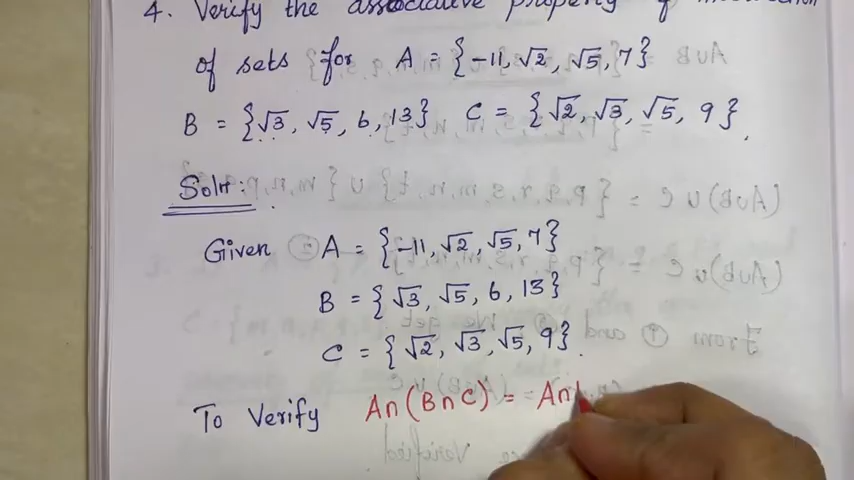 4. Verify the associative property of intersection
of sets for A = {-11, √2, √5, 7}
B = {√3, √5, 6, 13} C = {√2, √3, √5, 9}.
Soln:
Given A = {-11, √2, √5, 7}
B = {√3, √5, 6, 13}
C = {√2, √3, √5, 9}.
To Verify A∩(B∩C) = A∩